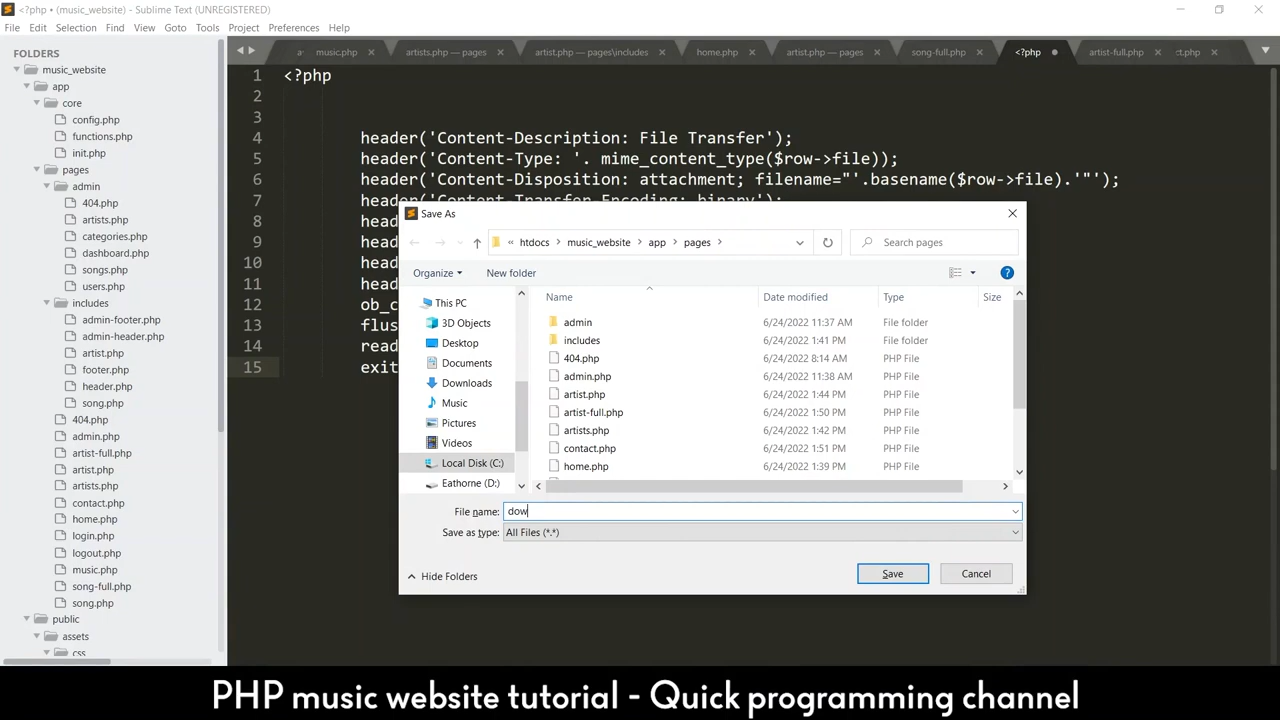 <?php • (music_website) - Sublime Text (UNREGISTERED)
File Edit Selection Find View Goto Tools Project Preferences Help
FOLDERS
music_website
app
core
config.php
functions.php
init.php
pages
admin
404.php
artists.php
categories.php
dashboard.php
songs.php
users.php
includes
admin-footer.php
admin-header.php
artist.php
footer.php
header.php
song.php
404.php
admin.php
artist-full.php
artist.php
artists.php
contact.php
home.php
login.php
logout.php
music.php
song-full.php
song.php
public
assets
css
music.php artists.php — pages artist.php — pages\includes home.php artist.php — pages song-full.php <?php artist-full.php ct.php
1 <?php
2
3
4 header('Content-Description: File Transfer');
5 header('Content-Type: '. mime_content_type($row->file));
6 header('Content-Disposition: attachment; filename="'.basename($row->file).'"');
7 header('Content-Transfer-Encoding: binary');
8 hea
9 hea
10 hea
11 hea
12 ob_c
13 flus
14 read
15 exit
Save As
« htdocs › music_website › app › pages ›
Search pages
Organize New folder
This PC
3D Objects
Desktop
Documents
Downloads
Music
Pictures
Videos
Local Disk (C:)
Eathorne (D:)
Name Date modified Type Size
admin 6/24/2022 11:37 AM File folder
includes 6/24/2022 1:41 PM File folder
404.php 6/24/2022 8:14 AM PHP File
admin.php 6/24/2022 11:38 AM PHP File
artist.php 6/24/2022 1:44 PM PHP File
artist-full.php 6/24/2022 1:50 PM PHP File
artists.php 6/24/2022 1:42 PM PHP File
contact.php 6/24/2022 1:51 PM PHP File
home.php 6/24/2022 1:39 PM PHP File
File name: dow
Save as type: All Files (*.*)
Hide Folders
Save Cancel
PHP music website tutorial - Quick programming channel